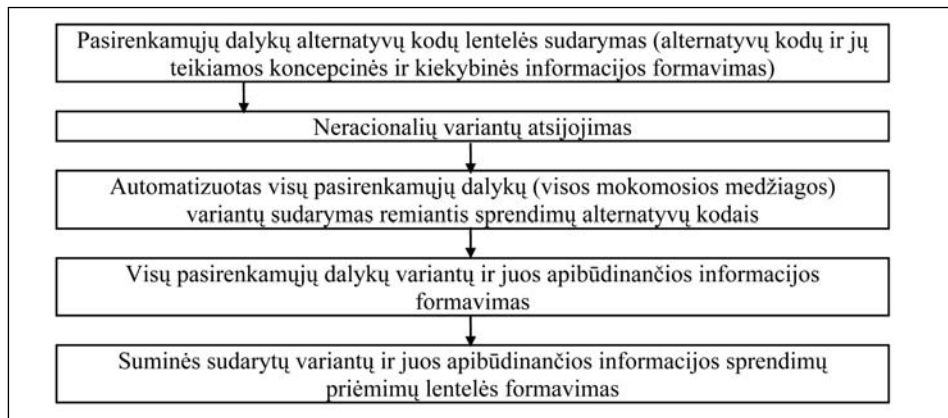 Pasirenkamųjų dalykų alternatyvų kodų lentelės sudarymas (alternatyvų kodų ir jų
teikiamos koncepcinės ir kiekybinės informacijos formavimas)
Neracionalių variantų atsijojimas
Automatizuotas visų pasirenkamųjų dalykų (visos mokomosios medžiagos)
variantų sudarymas remiantis sprendimų alternatyvų kodais
Visų pasirenkamųjų dalykų variantų ir juos apibūdinančios informacijos
formavimas
Suminės sudarytų variantų ir juos apibūdinančios informacijos sprendimų
priėmimų lentelės formavimas